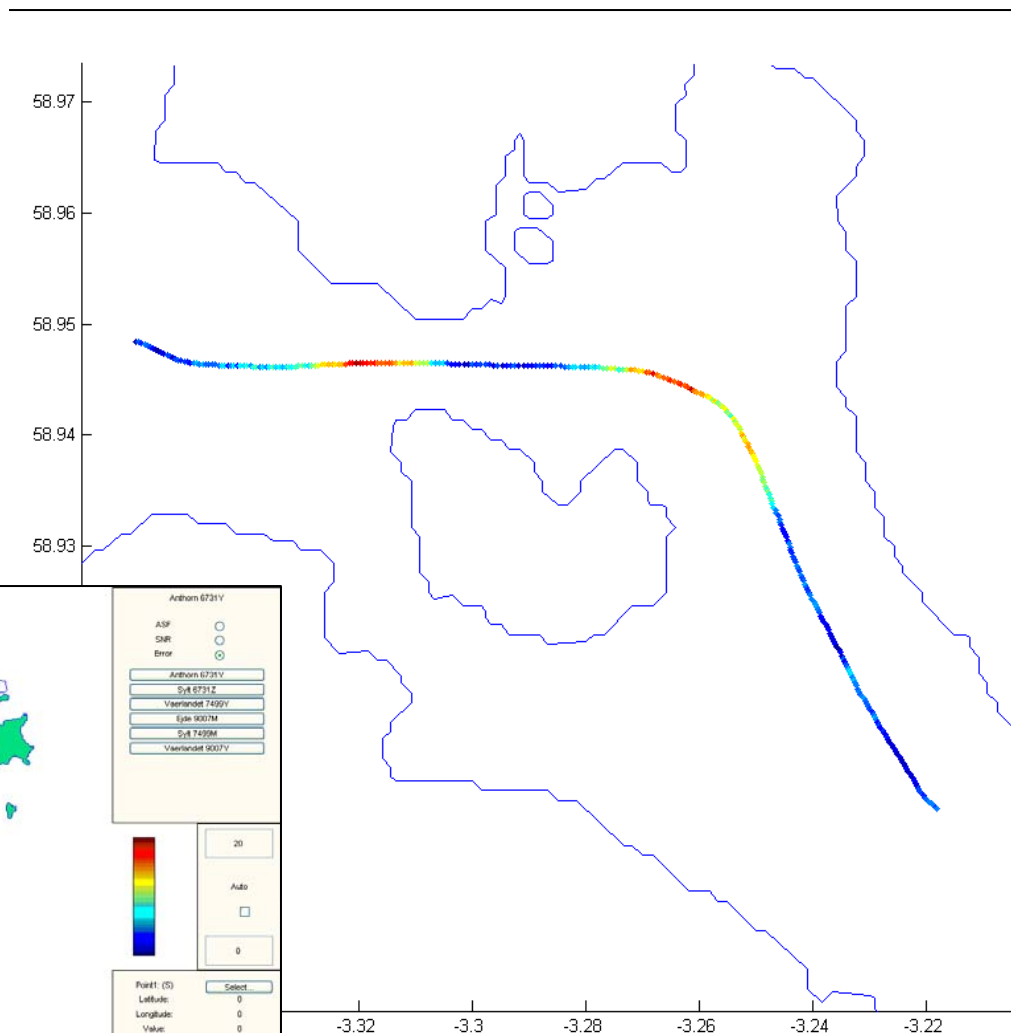 58.97
58.96
58.95
58.94
58.93
Anthorn 6731Y
ASF
SNR
Error
Anthorn 6731Y
Sylt 6731Z
Vaerlandet 7499Y
Ejde 9007M
Sylt 7499M
Vaerlandet 9007Y
20
Auto
0
Point1: (S) Select...
Latitude: 0
Longitude: 0
Value: 0
-3.32 -3.3 -3.28 -3.26 -3.24 -3.22